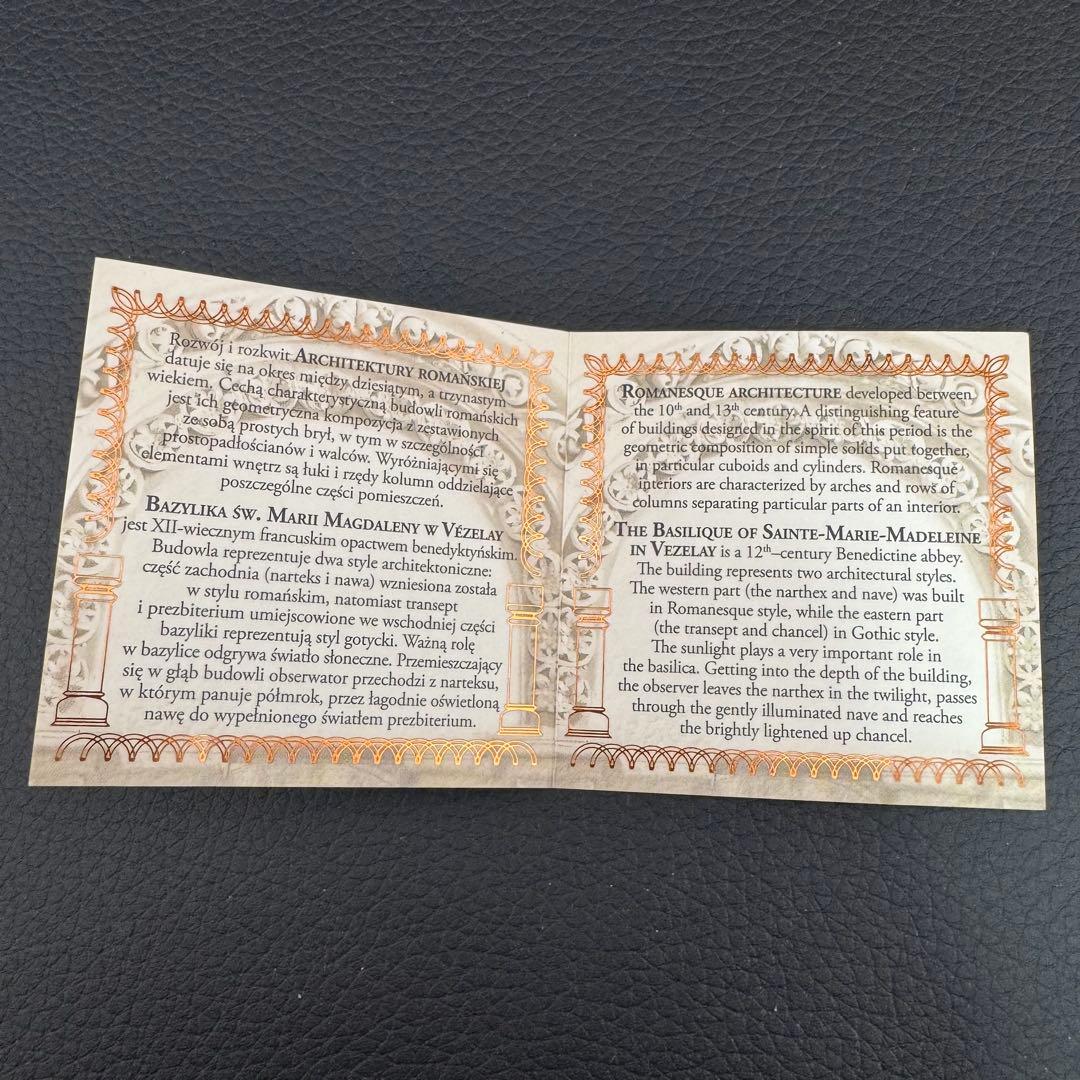 Rozwój i rozkwit ARCHITEKTURY ROMAŃSKIEJ
datuje się na okres między dziesiątym, a trzynastym
wiekiem. Cechą charakterystyczną budowli romańskich
jest ich geometryczna kompozycja z zestawionych
ze sobą prostych brył, w tym w szczególności
prostopadłościanów i walców. Wyróżniającymi się
elementami wnętrz są łuki i rzędy kolumn oddzielające
poszczególne części pomieszczeń.
BAZYLIKA ŚW. MARII MAGDALENY W VÉZELAY
jest XII-wiecznym francuskim opactwem benedyktyńskim.
Budowla reprezentuje dwa style architektoniczne:
część zachodnia (narteks i nawa) wzniesiona została
w stylu romańskim, natomiast transept
i prezbiterium umiejscowione we wschodniej części
bazyliki reprezentują styl gotycki. Ważną rolę
w bazylice odgrywa światło słoneczne. Przemieszczający
się w głąb budowli obserwator przechodzi z narteksu,
w którym panuje półmrok, przez łagodnie oświetloną
nawę do wypełnionego światłem prezbiterium.
ROMANESQUE ARCHITECTURE developed between
the 10th and 13th century. A distinguishing feature
of buildings designed in the spirit of this period is the
geometric composition of simple solids put together,
in particular cuboids and cylinders. Romanesque
interiors are characterized by arches and rows of
columns separating particular parts of an interior.
THE BASILIQUE OF SAINTE-MARIE-MADELEINE
IN VEZELAY is a 12th–century Benedictine abbey.
The building represents two architectural styles.
The western part (the narthex and nave) was built
in Romanesque style, while the eastern part
(the transept and chancel) in Gothic style.
The sunlight plays a very important role in
the basilica. Getting into the depth of the building,
the observer leaves the narthex in the twilight, passes
through the gently illuminated nave and reaches
the brightly lightened up chancel.